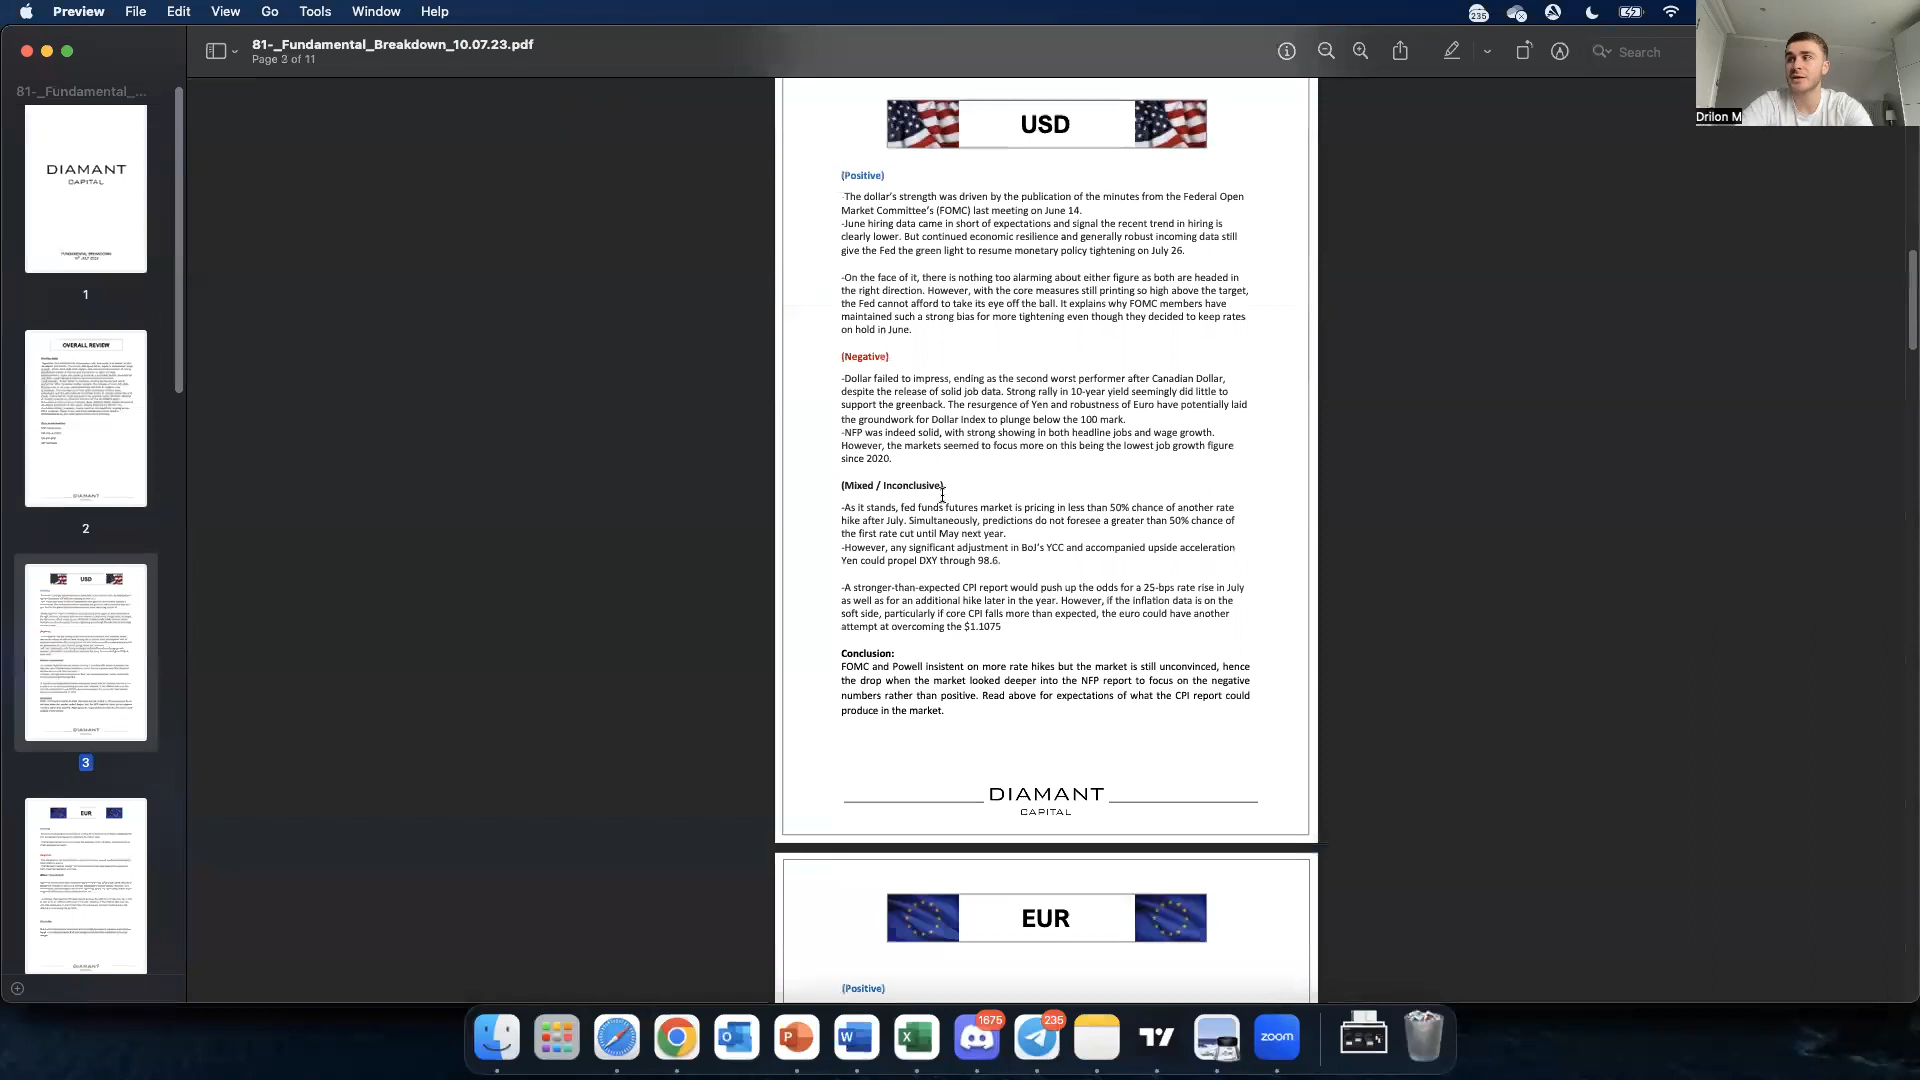 Preview File Edit View Go Tools Window Help
235
81-_Fundamental_Breakdown_10.07.23.pdf
Page 2 of 11
Search
Drilon M
81-_Fundamental_...
DIAMANT
CAPITAL
1
OVERALL REVIEW
DIAMANT
2
USD
DIAMANT
3
EUR
DIAMANT
USD
(Positive)
-The dollar's strength was driven by the publication of the minutes from the Federal Open
Market Committee's (FOMC) last meeting on June 14.
-June hiring data came in short of expectations and signal the recent trend in hiring is
clearly lower. But continued economic resilience and generally robust incoming data still
give the Fed the green light to resume monetary policy tightening on July 26.
-On the face of it, there is nothing too alarming about either figure as both are headed in
the right direction. However, with the core measures still printing so high above the target,
the Fed cannot afford to take its eye off the ball. It explains why FOMC members have
maintained such a strong bias for more tightening even though they decided to keep rates
on hold in June.
(Negative)
-Dollar failed to impress, ending as the second worst performer after Canadian Dollar,
despite the release of solid job data. Strong rally in 10-year yield seemingly did little to
support the greenback. The resurgence of Yen and robustness of Euro have potentially laid
the groundwork for Dollar Index to plunge below the 100 mark.
-NFP was indeed solid, with strong showing in both headline jobs and wage growth.
However, the markets seemed to focus more on this being the lowest job growth figure
since 2020.
(Mixed / Inconclusive)
-As it stands, fed funds futures market is pricing in less than 50% chance of another rate
hike after July. Simultaneously, predictions do not foresee a greater than 50% chance of
the first rate cut until May next year.
-However, any significant adjustment in BoJ's YCC and accompanied upside acceleration
Yen could propel DXY through 98.6.
-A stronger-than-expected CPI report would push up the odds for a 25-bps rate rise in July
as well as for an additional hike later in the year. However, if the inflation data is on the
soft side, particularly if core CPI falls more than expected, the euro could have another
attempt at overcoming the $1.1075
Conclusion:
FOMC and Powell insistent on more rate hikes but the market is still unconvinced, hence
the drop when the market looked deeper into the NFP report to focus on the negative
numbers rather than positive. Read above for expectations of what the CPI report could
produce in the market.
DIAMANT
CAPITAL
EUR
(Positive)
1675
235
zoom